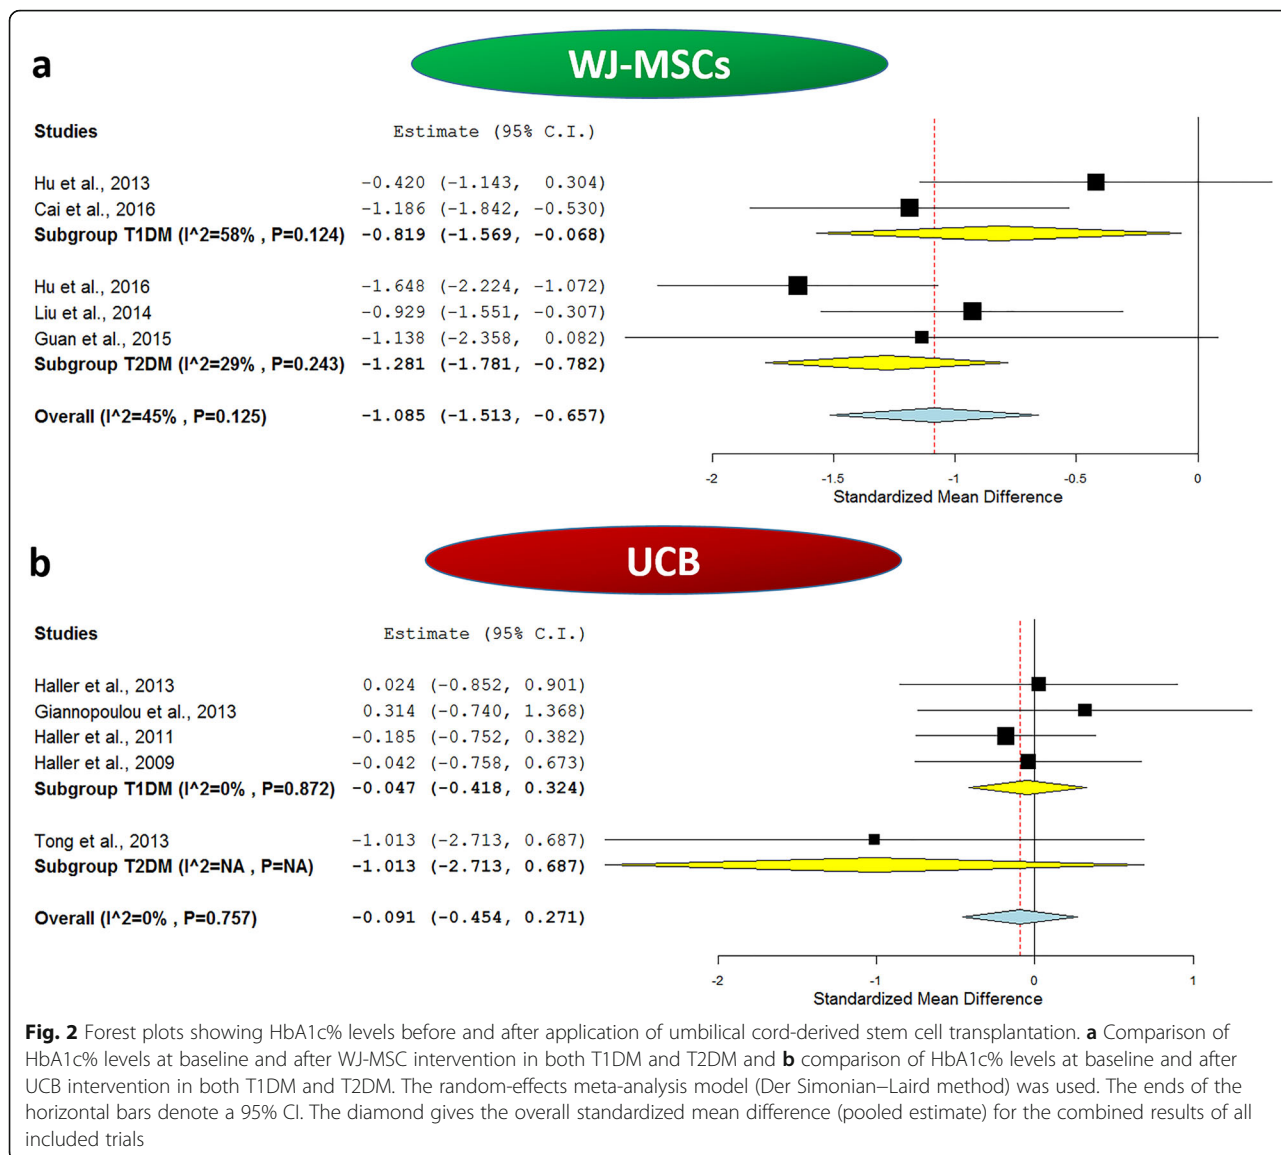 a
WJ-MSCs
Studies Estimate (95% C.I.)
Hu et al., 2013 -0.420 (-1.143, 0.304)
Cai et al., 2016 -1.186 (-1.842, -0.530)
Subgroup T1DM (I^2=58% , P=0.124) -0.819 (-1.569, -0.068)
Hu et al., 2016 -1.648 (-2.224, -1.072)
Liu et al., 2014 -0.929 (-1.551, -0.307)
Guan et al., 2015 -1.138 (-2.358, 0.082)
Subgroup T2DM (I^2=29% , P=0.243) -1.281 (-1.781, -0.782)
Overall (I^2=45% , P=0.125) -1.085 (-1.513, -0.657)
-2 -1.5 -1 -0.5 0
Standardized Mean Difference
b
UCB
Studies Estimate (95% C.I.)
Haller et al., 2013 0.024 (-0.852, 0.901)
Giannopoulou et al., 2013 0.314 (-0.740, 1.368)
Haller et al., 2011 -0.185 (-0.752, 0.382)
Haller et al., 2009 -0.042 (-0.758, 0.673)
Subgroup T1DM (I^2=0% , P=0.872) -0.047 (-0.418, 0.324)
Tong et al., 2013 -1.013 (-2.713, 0.687)
Subgroup T2DM (I^2=NA , P=NA) -1.013 (-2.713, 0.687)
Overall (I^2=0% , P=0.757) -0.091 (-0.454, 0.271)
-2 -1 0 1
Standardized Mean Difference
Fig. 2 Forest plots showing HbA1c% levels before and after application of umbilical cord-derived stem cell transplantation. a Comparison of
HbA1c% levels at baseline and after WJ-MSC intervention in both T1DM and T2DM and b comparison of HbA1c% levels at baseline and after
UCB intervention in both T1DM and T2DM. The random-effects meta-analysis model (Der Simonian–Laird method) was used. The ends of the
horizontal bars denote a 95% CI. The diamond gives the overall standardized mean difference (pooled estimate) for the combined results of all
included trials